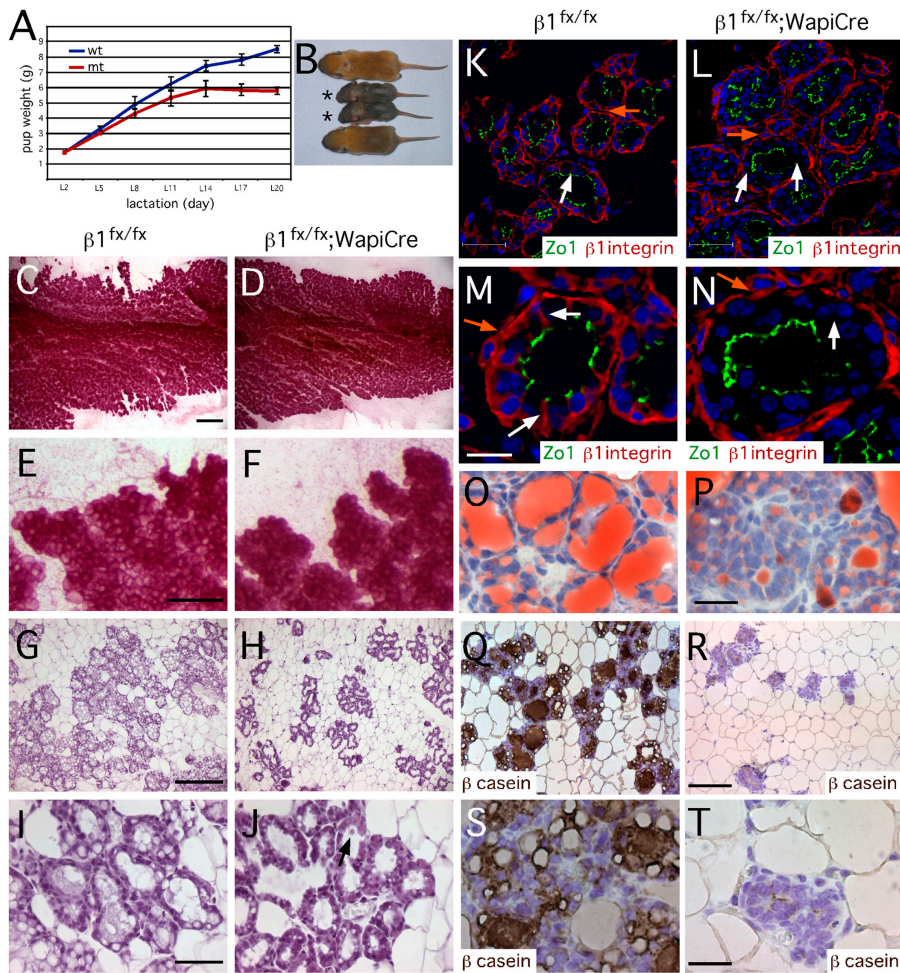 A
9
8
7
6
5
4
3
2
1
wt
mt
pup weight (g)
L2 L5 L8 L11 L14 L17 L20
lactation (day)
B
*
*
β1fx/fx β1fx/fx;WapiCre
C D
E F
G H
I J
β1fx/fx β1fx/fx;WapiCre
K L
Zo1 β1integrin Zo1 β1integrin
M N
Zo1 β1integrin Zo1 β1integrin
O P
Q R
β casein β casein
S T
β casein β casein